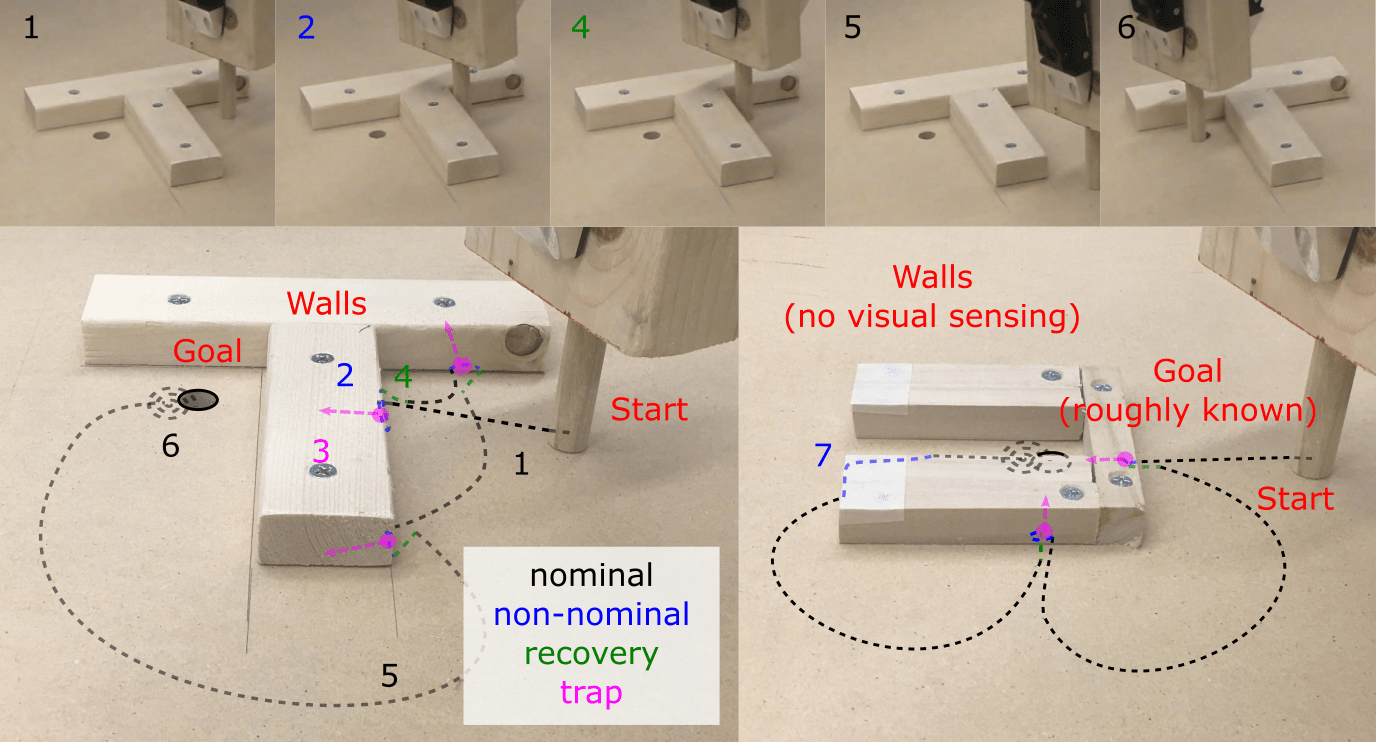 1
2
4
5
6
Walls
Goal
2
4
Start
3
6
1
5
nominal
non-nominal
recovery
trap
Walls
(no visual sensing)
Goal
(roughly known)
7
Start